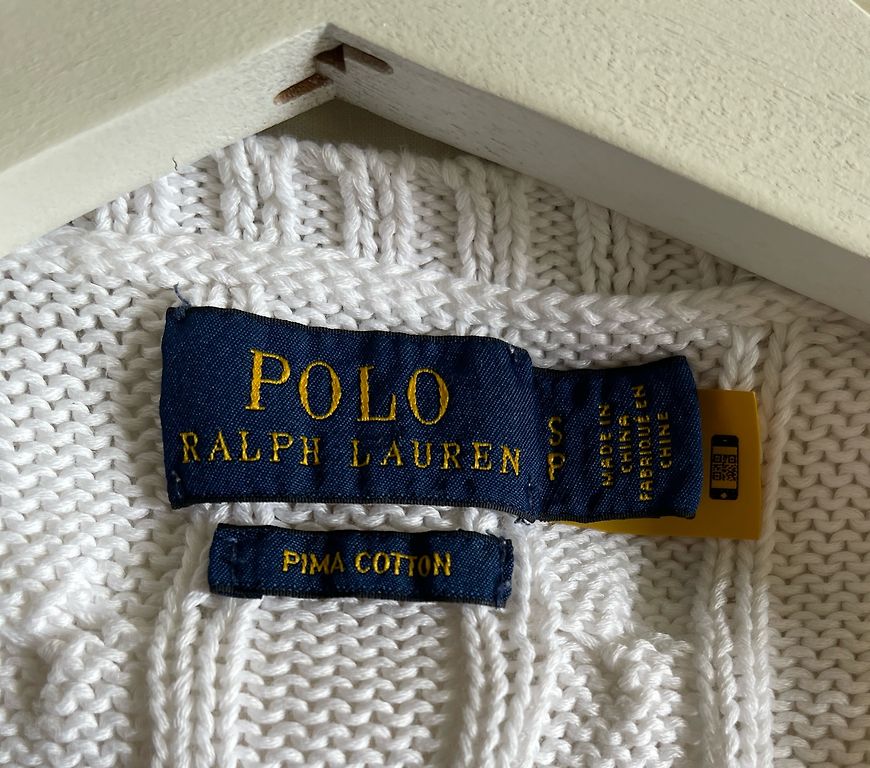 POLO
RALPH LAUREN
S
P
MADE IN
CHINA
FABRIQUÉ EN
CHINE
PIMA COTTON